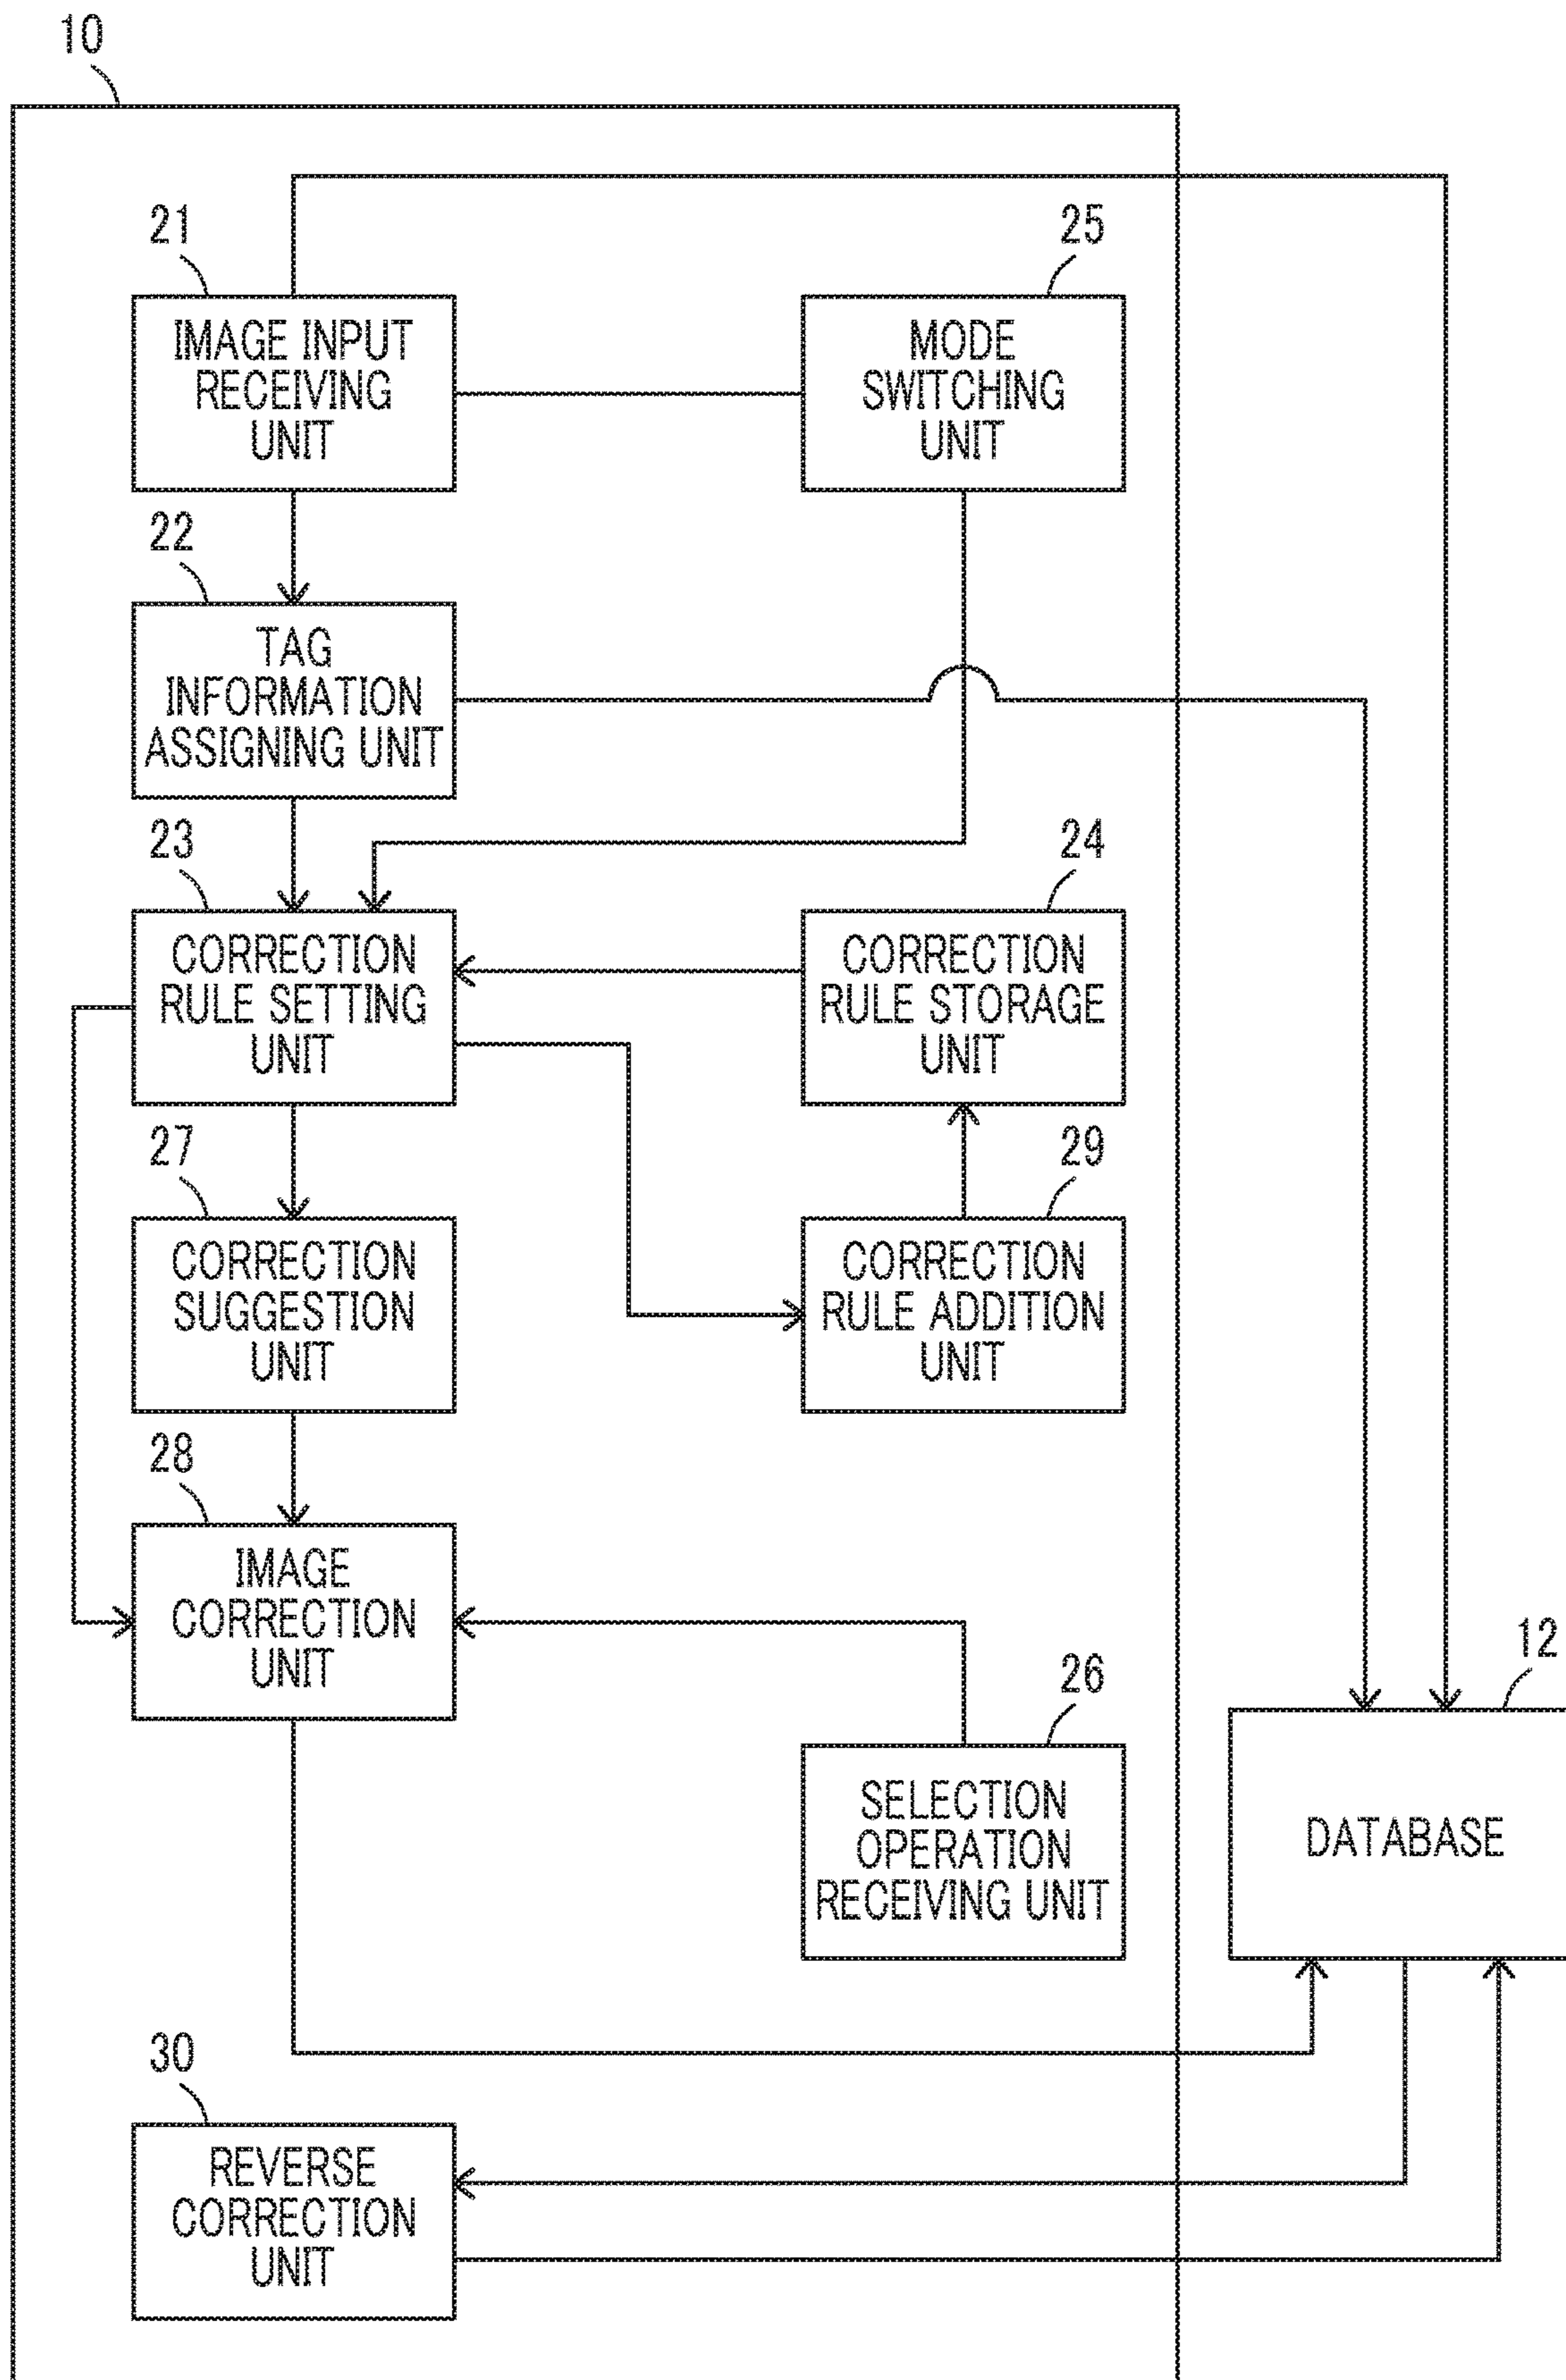 10
21
IMAGE INPUT
RECEIVING
UNIT
25
MODE
SWITCHING
UNIT
22
TAG
INFORMATION
ASSIGNING UNIT
23
CORRECTION
RULE SETTING
UNIT
24
CORRECTION
RULE STORAGE
UNIT
27
CORRECTION
SUGGESTION
UNIT
29
CORRECTION
RULE ADDITION
UNIT
28
IMAGE
CORRECTION
UNIT
26
SELECTION
OPERATION
RECEIVING UNIT
12
DATABASE
30
REVERSE
CORRECTION
UNIT